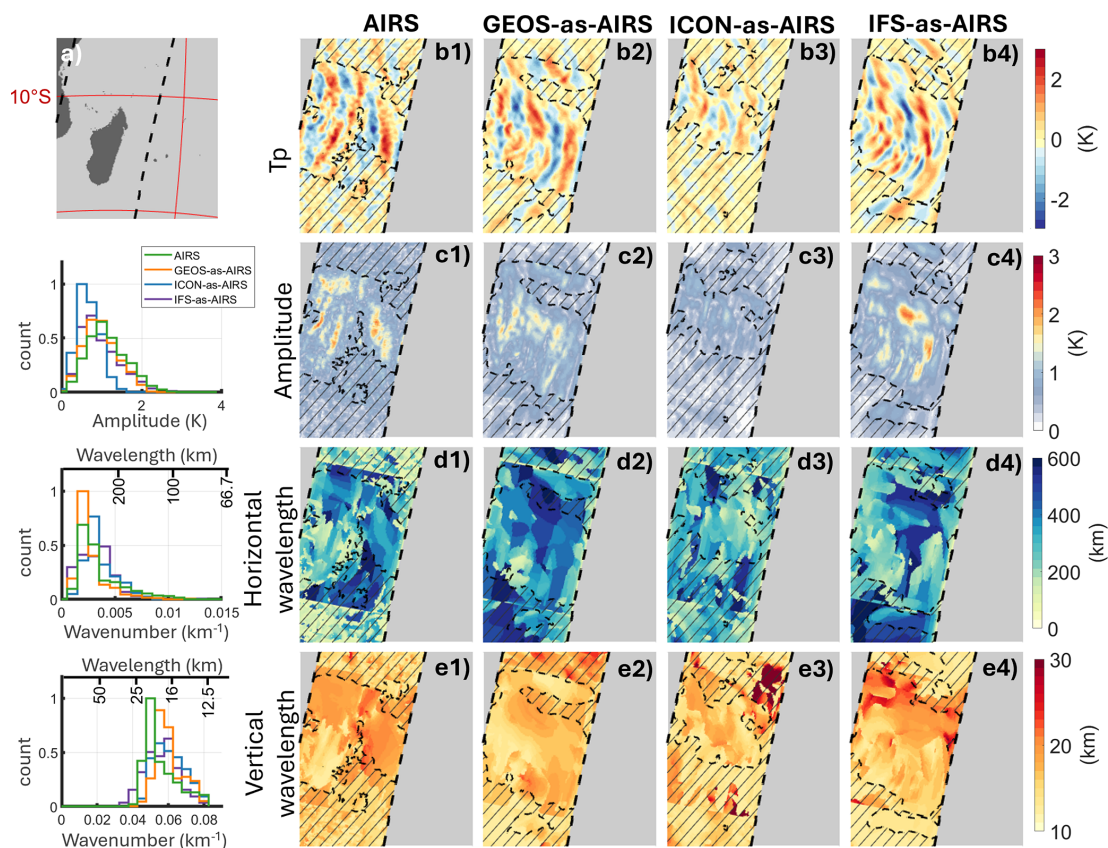 AIRS
GEOS-as-AIRS
ICON-as-AIRS
IFS-as-AIRS
a)
10°S
b1)
b2)
b3)
b4)
Tp
2
0
-2
(K)
AIRS
GEOS-as-AIRS
ICON-as-AIRS
IFS-as-AIRS
1
0.5
0
count
0
2
4
Amplitude (K)
Amplitude
c1)
c2)
c3)
c4)
3
2
1
0
(K)
Wavelength (km)
200
100
66.7
1
0.5
0
count
0
0.005
0.01
0.015
Wavenumber (km-1)
Horizontal
wavelength
d1)
d2)
d3)
d4)
600
400
200
0
(km)
Wavelength (km)
50
25
16
12.5
1
0.5
0
count
0
0.02
0.04
0.06
0.08
Wavenumber (km-1)
Vertical
wavelength
e1)
e2)
e3)
e4)
30
20
10
(km)